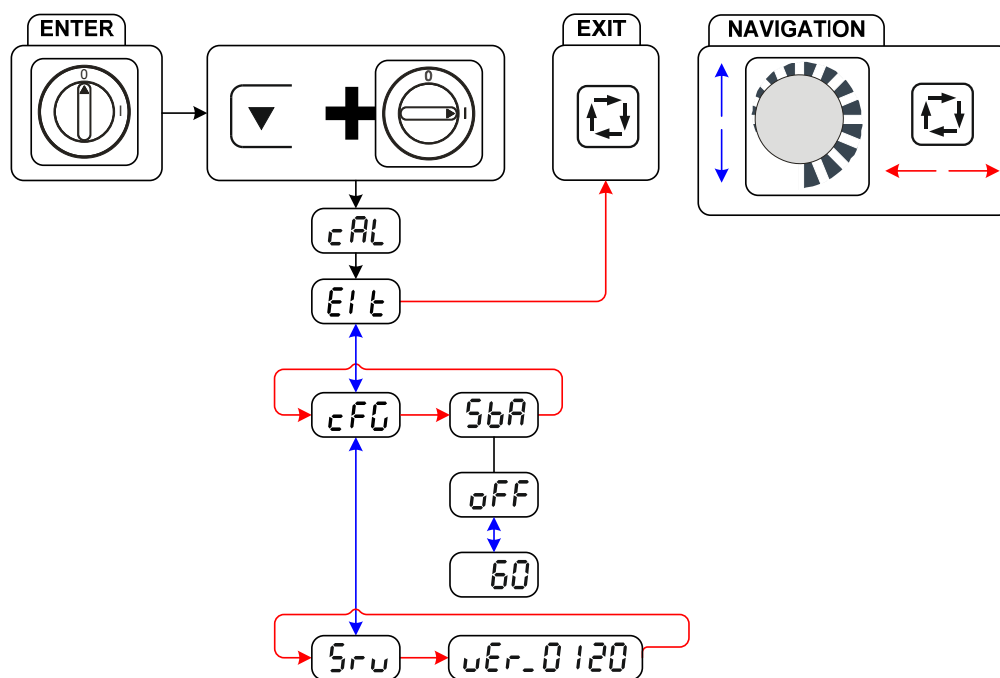 ENTER
EXIT
NAVIGATION
0
I
0
I
cAL
EIt
cFG
SbA
oFF
60
Srv
vEr_0120